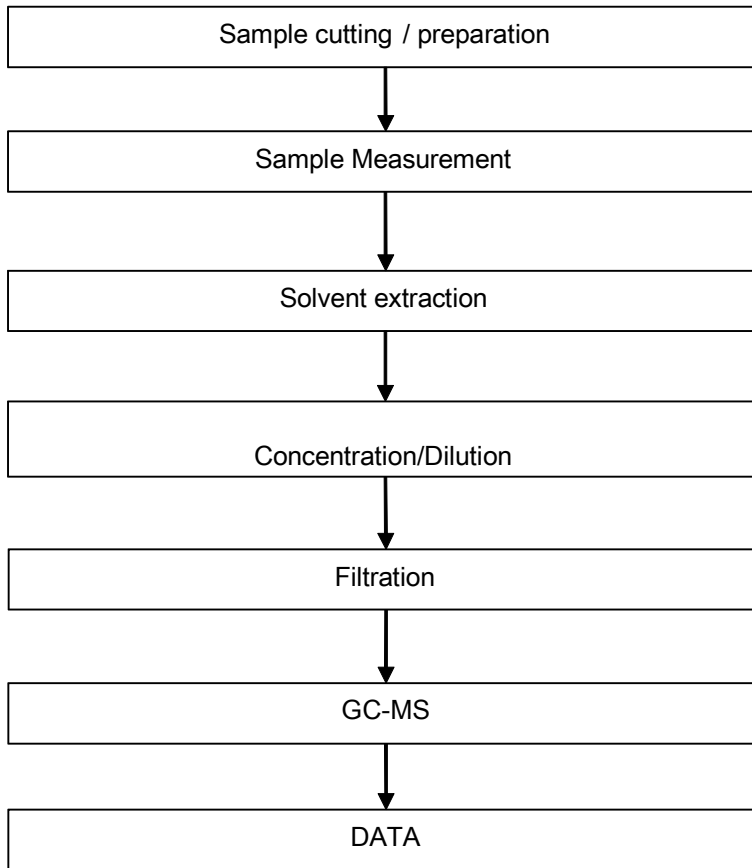 Sample cutting / preparation
Sample Measurement
Solvent extraction
Concentration/Dilution
Filtration
GC-MS
DATA